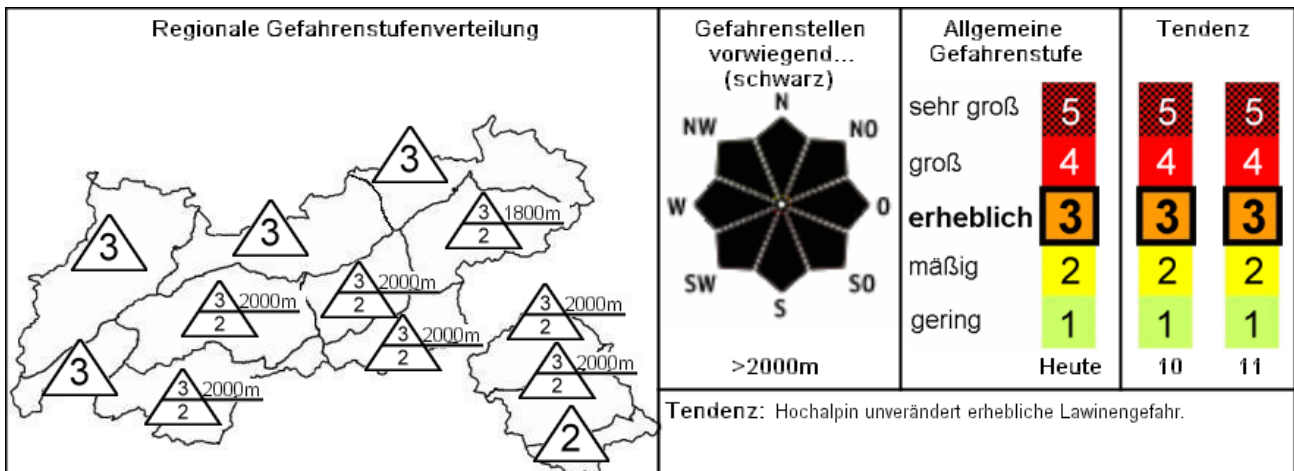 Regionale Gefahrenstufenverteilung
3
3
3
3
1800m
2
3
2000m
2
3
2000m
2
3
2000m
2
3
2000m
2
3
2000m
2
3
3
2000m
2
2
Gefahrenstellen
vorwiegend...
(schwarz)
N
NW
NO
W
O
SW
SO
S
>2000m
Allgemeine
Gefahrenstufe
sehr groß 5
groß 4
erheblich 3
mäßig 2
gering 1
Heute
Tendenz
5 5
4 4
3 3
2 2
1 1
10 11
Tendenz: Hochalpin unverändert erhebliche Lawinengefahr.